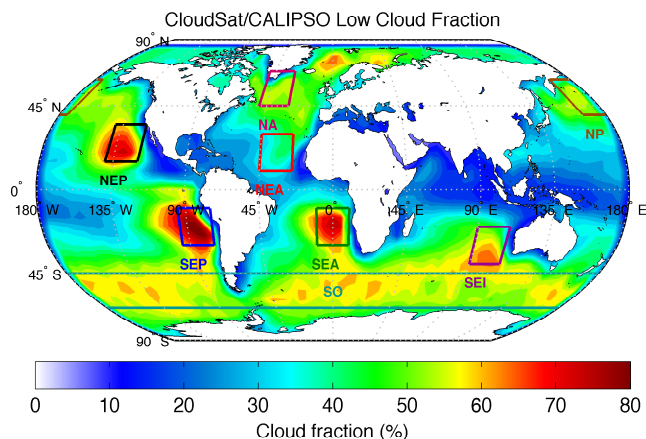 CloudSat/CALIPSO Low Cloud Fraction
90° N
45° N
NA
NP
NEP
NEA
0°
180° W
135° W
90° W
45° W
0°
45° E
90° E
135° E
180° E
SEP
SEA
SEI
45° S
SO
90° S
0 10 20 30 40 50 60 70 80
Cloud fraction (%)